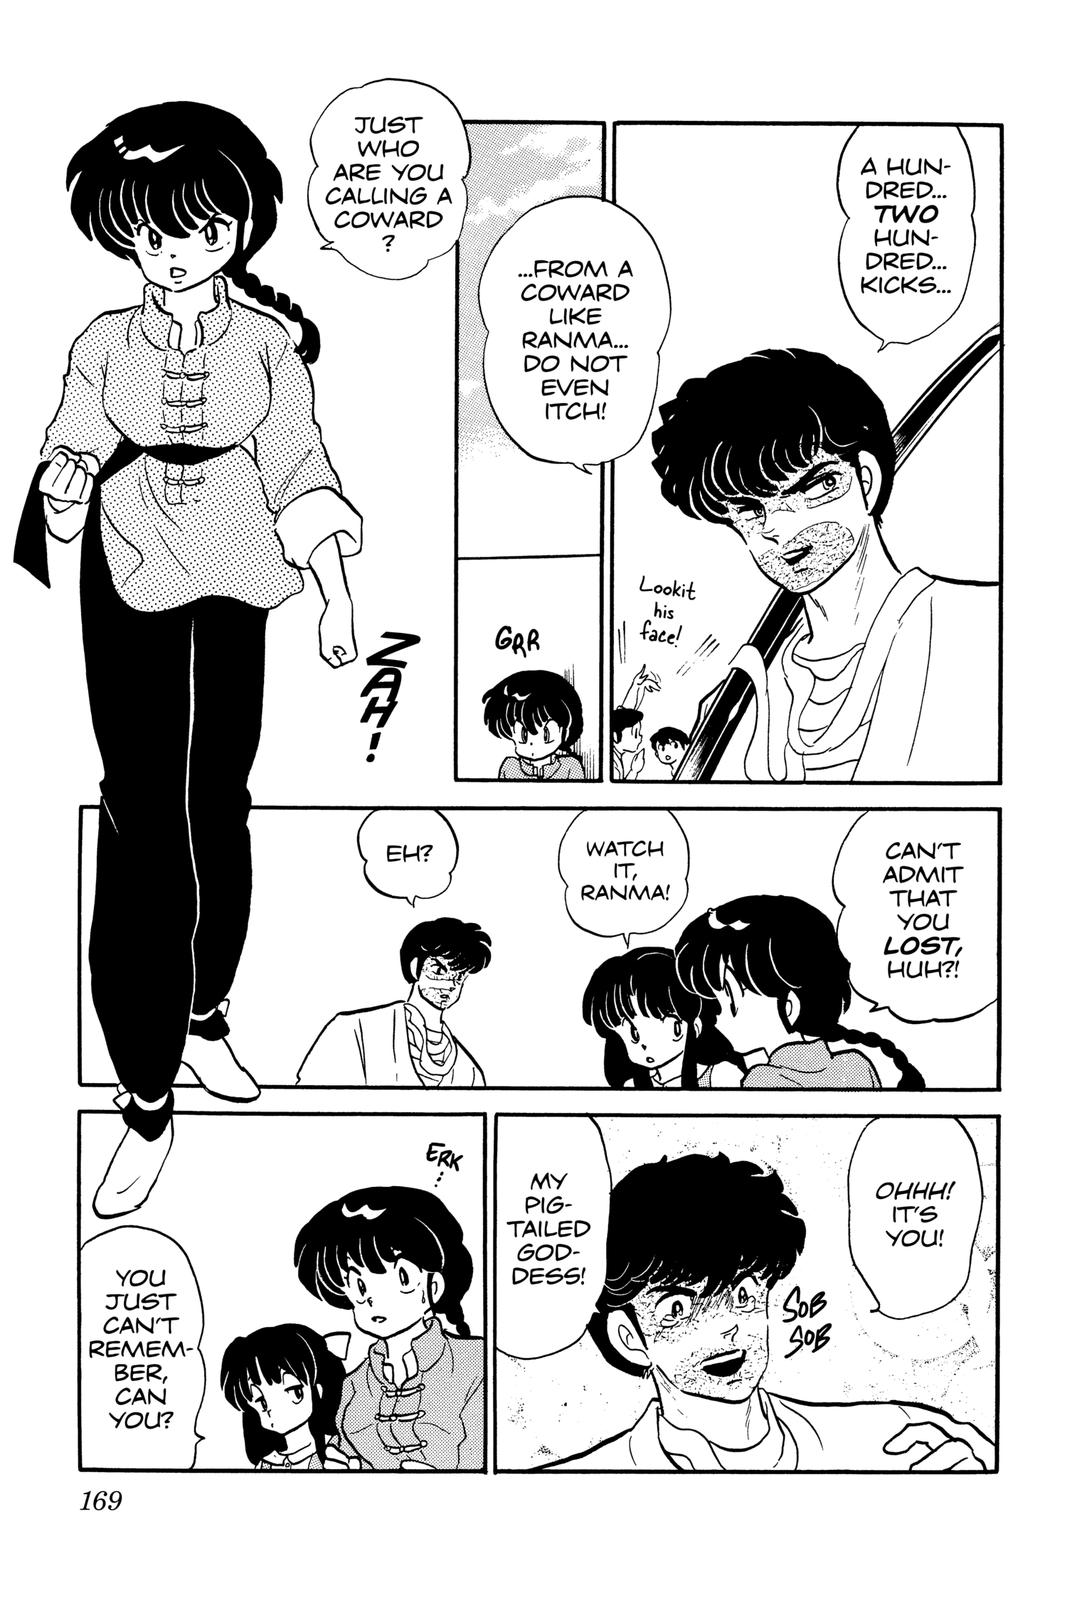 A HUN-
DRED...
TWO
HUN-
DRED...
KICKS...
Lookit
his
face!
...FROM A
COWARD
LIKE
RANMA...
DO NOT
EVEN
ITCH!
GRR
JUST
WHO
ARE YOU
CALLING A
COWARD
?
ZAH!
CAN'T
ADMIT
THAT
YOU
LOST,
HUH?!
WATCH
IT,
RANMA!
EH?
OHHH!
IT'S
YOU!
SOB
SOB
MY
PIG-
TAILED
GOD-
DESS!
ERK
...
YOU
JUST
CAN'T
REMEM-
BER,
CAN
YOU?
169